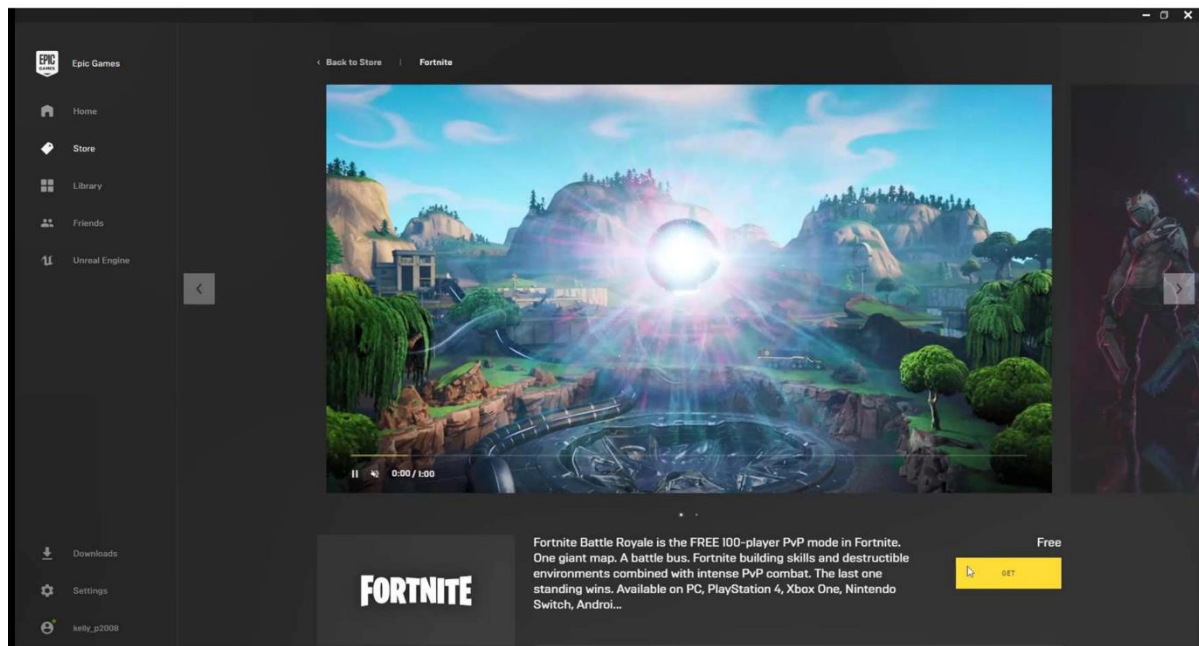 EPIC
GAMES
Epic Games
Home
Store
Library
Friends
Unreal Engine
Downloads
Settings
kelly_p2008
< Back to Store | Fortnite
0:00 / 1:00
FORTNITE
Fortnite Battle Royale is the FREE 100-player PvP mode in Fortnite.
One giant map. A battle bus. Fortnite building skills and destructible
environments combined with intense PvP combat. The last one
standing wins. Available on PC, PlayStation 4, Xbox One, Nintendo
Switch, Androi...
Free
GET